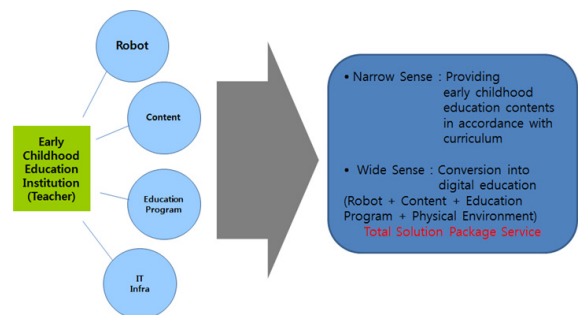 Robot
Content
Early
Childhood
Education
Institution
(Teacher)
Education
Program
IT
Infra
• Narrow Sense : Providing
early childhood
education contents
in accordance with
curriculum
• Wide Sense : Conversion into
digital education
(Robot + Content + Education
Program + Physical Environment)
Total Solution Package Service